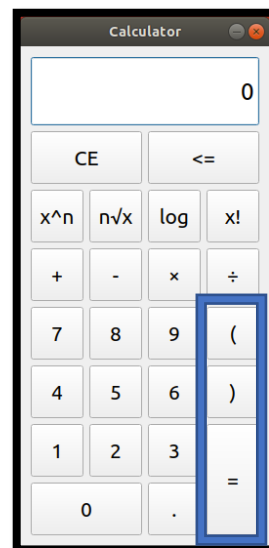 Calculator
0
CE <=
x^n n√x log x!
+ - × ÷
7 8 9 (
4 5 6 )
1 2 3 =
0 .